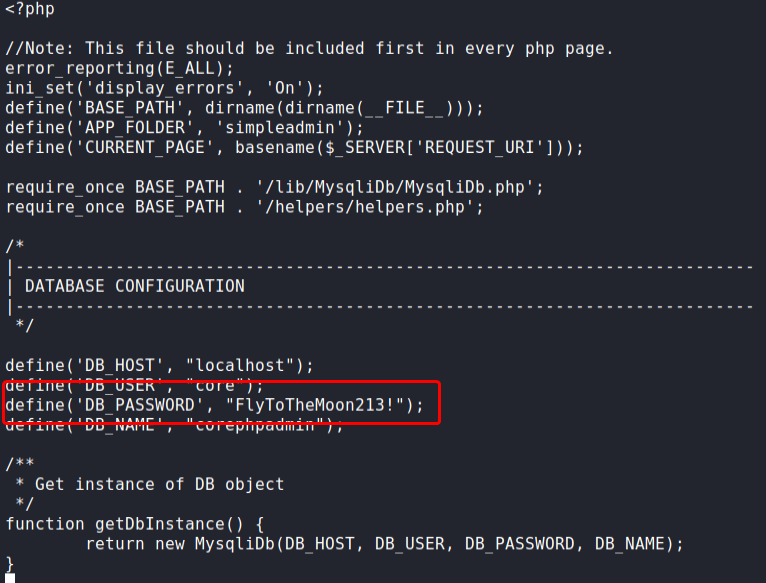 <?php
//Note: This file should be included first in every php page.
error_reporting(E_ALL);
ini_set('display_errors', 'On');
define('BASE_PATH', dirname(dirname(__FILE__)));
define('APP_FOLDER', 'simpleadmin');
define('CURRENT_PAGE', basename($_SERVER['REQUEST_URI']));
require_once BASE_PATH . '/lib/MysqliDb/MysqliDb.php';
require_once BASE_PATH . '/helpers/helpers.php';
/*
|--------------------------------------------------------------------------
| DATABASE CONFIGURATION
|--------------------------------------------------------------------------
 */
define('DB_HOST', "localhost");
define('DB_USER', "core");
define('DB_PASSWORD', "FlyToTheMoon213!");
define('DB_NAME', "corephpadmin");
/**
 * Get instance of DB object
 */
function getDbInstance() {
        return new MysqliDb(DB_HOST, DB_USER, DB_PASSWORD, DB_NAME);
}